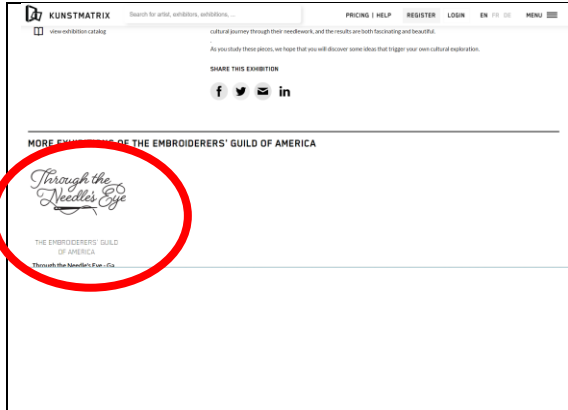 KUNSTMATRIX
Search for artist, exhibitors, exhibitions, ...
PRICING | HELP REGISTER LOGIN EN FR DE MENU
view exhibition catalog
cultural journey through their needlework, and the results are both fascinating and beautiful.
As you study these pieces, we hope that you will discover some ideas that trigger your own cultural exploration.
SHARE THIS EXHIBITION
MORE EXHIBITIONS OF THE EMBROIDERERS' GUILD OF AMERICA
Through the
Needle's Eye
THE EMBROIDERERS' GUILD
OF AMERICA
Through the Needle's Eye - Ga